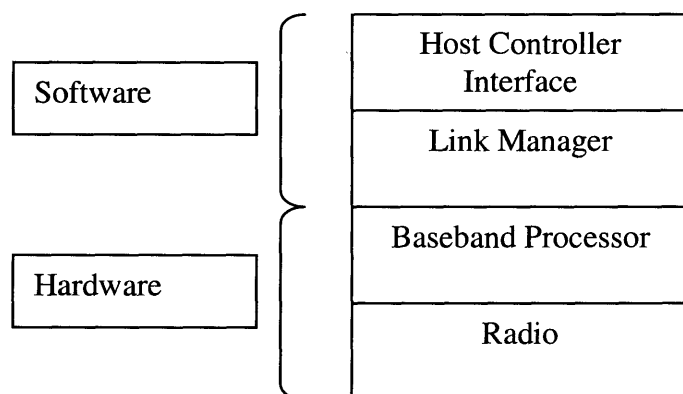 Software
Host Controller
Interface
Link Manager
Hardware
Baseband Processor
Radio